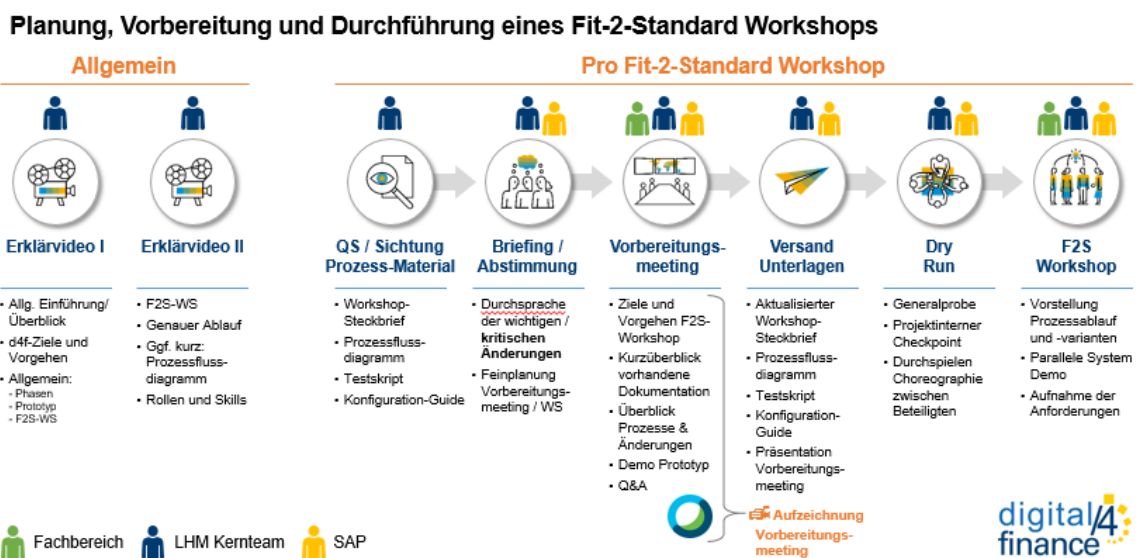 Planung, Vorbereitung und Durchführung eines Fit-2-Standard Workshops
Allgemein
Pro Fit-2-Standard Workshop
Erklärvideo I
▪ Allg. Einführung/
Überblick
▪ d4f-Ziele und
Vorgehen
▪ Allgemein:
- Phasen
- Prototyp
- F2S-WS
Erklärvideo II
▪ F2S-WS
▪ Genauer Ablauf
▪ Ggf. kurz:
Prozessfluss-
diagramm
▪ Rollen und Skills
QS / Sichtung
Prozess-Material
▪ Workshop-
Steckbrief
▪ Prozessfluss-
diagramm
▪ Testskript
▪ Konfiguration-Guide
Briefing /
Abstimmung
▪ Durchsprache
der wichtigen /
kritischen
Änderungen
▪ Feinplanung
Vorbereitungs-
meeting / WS
Vorbereitungs-
meeting
▪ Ziele und
Vorgehen F2S-
Workshop
▪ Kurzüberblick
vorhandene
Dokumentation
▪ Überblick
Prozesse &
Änderungen
▪ Demo Prototyp
▪ Q&A
Versand
Unterlagen
▪ Aktualisierter
Workshop-
Steckbrief
▪ Prozessfluss-
diagramm
▪ Testskript
▪ Konfiguration-
Guide
▪ Präsentation
Vorbereitungs-
meeting
Aufzeichnung
Vorbereitungs-
meeting
Dry
Run
▪ Generalprobe
▪ Projektinterner
Checkpoint
▪ Durchspielen
Choreographie
zwischen
Beteiligten
F2S
Workshop
▪ Vorstellung
Prozessablauf
und -varianten
▪ Parallele System
Demo
▪ Aufnahme der
Anforderungen
Fachbereich
LHM Kernteam
SAP
digital/4
finance